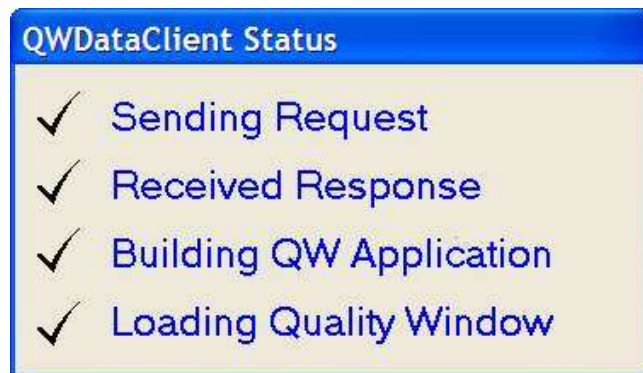 QWDataClient Status
Sending Request
Received Response
Building QW Application
Loading Quality Window